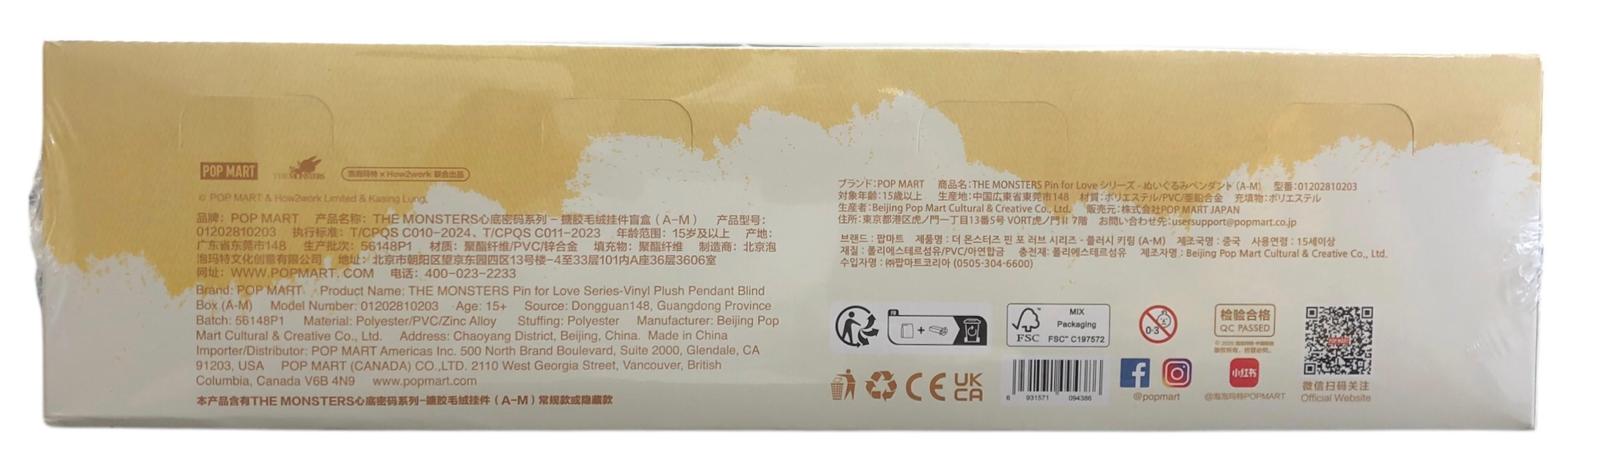 POP MART THE MONSTERS 泡泡玛特 x How2work 联合出品
© POP MART & How2work Limited & Kasing Lung.
品牌：POP MART 产品名称：THE MONSTERS心底密码系列－搪胶毛绒挂件盲盒（A－M） 产品型号：
01202810203 执行标准：T/CPQS C010-2024、T/CPQS C011-2023 年龄范围：15岁及以上 产地：
广东省东莞市148 生产批次：56148P1 材质：聚酯纤维/PVC/锌合金 填充物：聚酯纤维 制造商：北京泡
泡玛特文化创意有限公司 地址：北京市朝阳区望京东园四区13号楼-4至33层101内A座36层3606室
网址：WWW.POPMART. COM 电话：400-023-2233
Brand: POP MART Product Name: THE MONSTERS Pin for Love Series-Vinyl Plush Pendant Blind
Box (A-M) Model Number: 01202810203 Age: 15+ Source: Dongguan148, Guangdong Province
Batch: 56148P1 Material: Polyester/PVC/Zinc Alloy Stuffing: Polyester Manufacturer: Beijing Pop
Mart Cultural & Creative Co., Ltd. Address: Chaoyang District, Beijing, China. Made in China
Importer/Distributor: POP MART Americas Inc. 500 North Brand Boulevard, Suite 2000, Glendale, CA
91203, USA POP MART (CANADA) CO.,LTD. 2110 West Georgia Street, Vancouver, British
Columbia, Canada V6B 4N9 www.popmart.com
本产品含有THE MONSTERS心底密码系列－搪胶毛绒挂件（A－M）常规款或隐藏款
ブランド：POP MART 商品名：THE MONSTERS Pin for Love シリーズ - ぬいぐるみペンダント (A-M) 型番：01202810203
対象年齢：15歳以上 生産地：中国広東省東莞市148 材質：ポリエステル/PVC/亜鉛合金 充填物：ポリエステル
生産者：Beijing Pop Mart Cultural & Creative Co., Ltd. 販売元：株式会社POP MART JAPAN
住所：東京都港区虎ノ門一丁目13番5号 VORT虎ノ門II 7階 お問い合わせ先：usersupport@popmart.co.jp
브랜드 : 팝마트 제품명 : 더 몬스터즈 핀 포 러브 시리즈 - 플러시 키링 (A-M) 제조국명 : 중국 사용연령 : 15세이상
재질 : 폴리에스테르섬유/PVC/아연합금 충전재 : 폴리에스테르섬유 제조자명 : Beijing Pop Mart Cultural & Creative Co., Ltd.
수입자명 : ㈜팝마트코리아 (0505-304-6600)
FR +
FSC MIX
Packaging
FSC™ C197572
0-3
检验合格
QC PASSED
CE UK
CA
6 931571 094386
@popmart
小红书
@泡泡玛特POPMART
微信扫码关注
Official Website